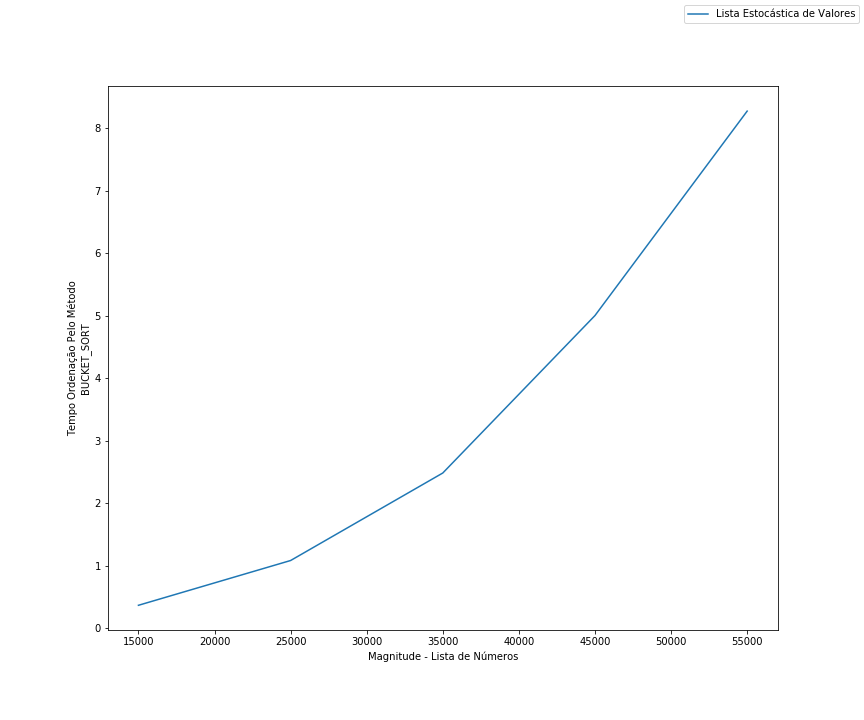 Lista Estocástica de Valores
8
7
6
5
4
3
2
1
0
Tempo Ordenação Pelo Método
BUCKET_SORT
15000 20000 25000 30000 35000 40000 45000 50000 55000
Magnitude - Lista de Números